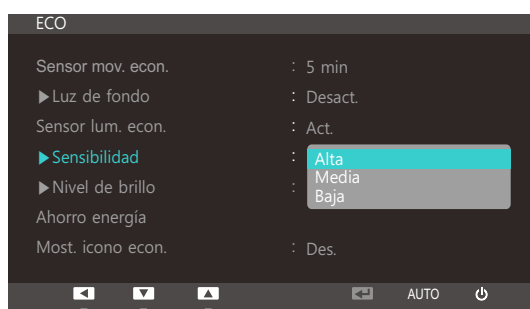 ECO
Sensor mov. econ. : 5 min
▶Luz de fondo : Desact.
Sensor lum. econ. : Act.
▶Sensibilidad : Alta
Media
▶Nivel de brillo : Baja
Ahorro energía
Most. icono econ. : Des.
AUTO